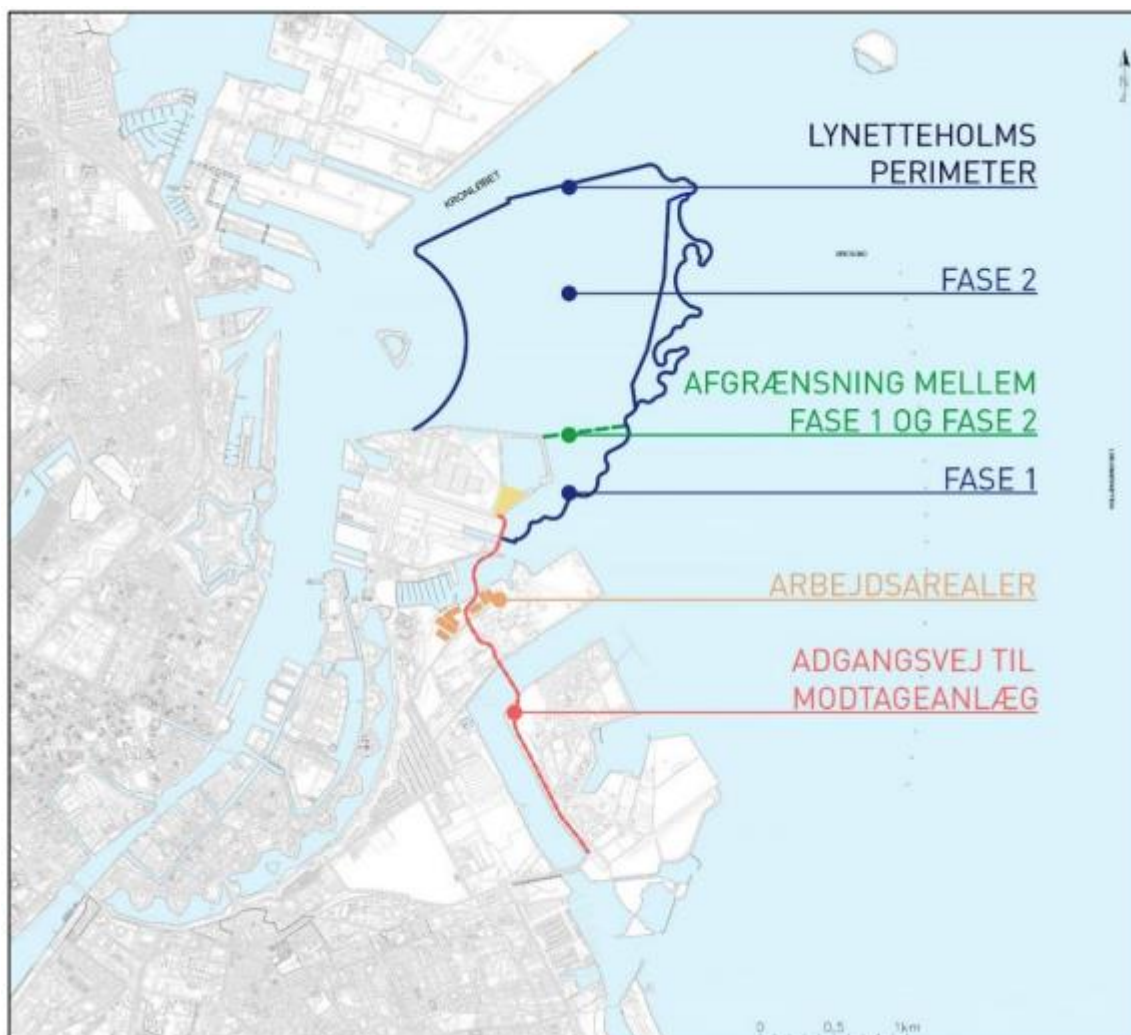 LYNETTEHOLMS
PERIMETER
KRONLØBET
FASE 2
AFGRÆNSNING MELLEM
FASE 1 OG FASE 2
FASE 1
ARBEJDSAREALER
ADGANGSVEJ TIL
MODTAGEANLÆG
0 0,5 1km